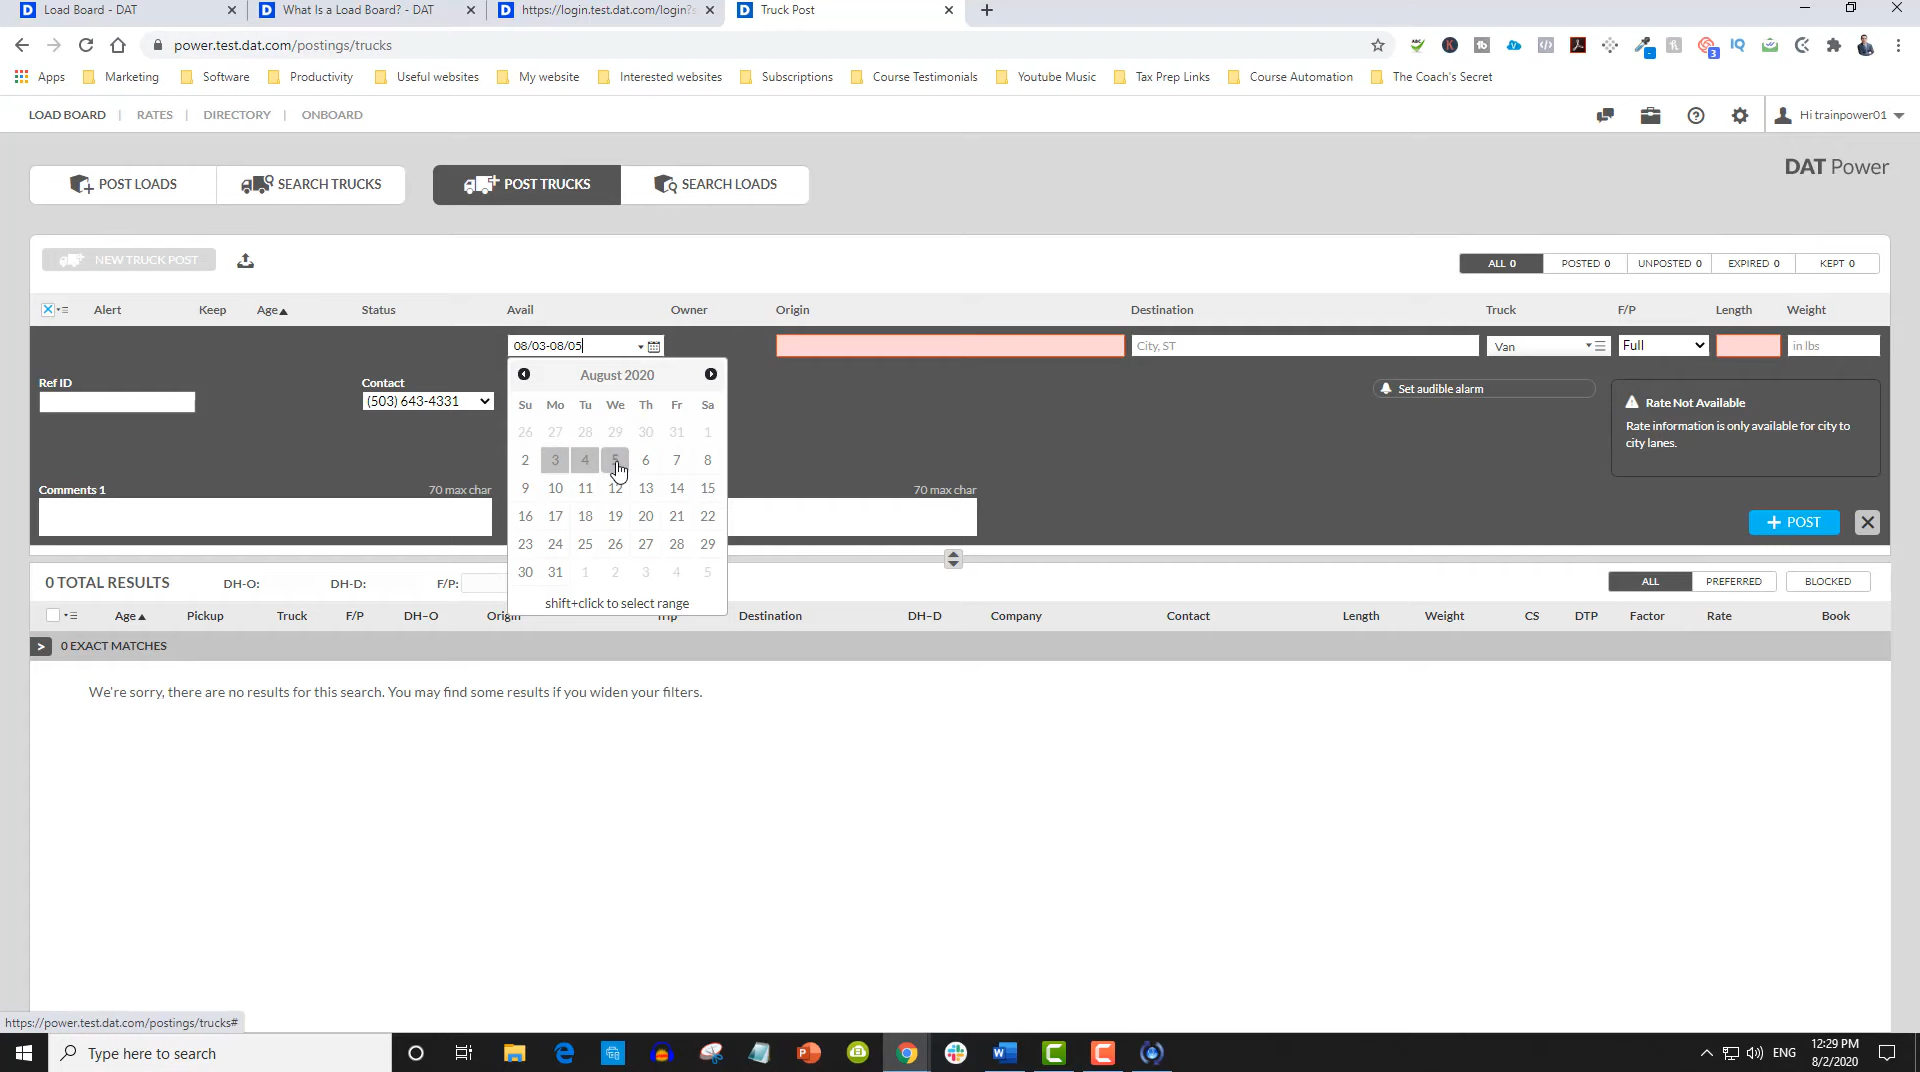 Load Board - DAT
What Is a Load Board? - DAT
https://login.test.dat.com/login?s
Truck Post
power.test.dat.com/postings/trucks
Apps Marketing Software Productivity Useful websites My website Interested websites Subscriptions Course Testimonials Youtube Music Tax Prep Links Course Automation The Coach's Secret
LOAD BOARD RATES DIRECTORY ONBOARD
Hi trainpower01
POST LOADS SEARCH TRUCKS POST TRUCKS SEARCH LOADS
DAT Power
NEW TRUCK POST
ALL 0 POSTED 0 UNPOSTED 0 EXPIRED 0 KEPT 0
Alert Keep Age Status Avail Owner Origin Destination Truck F/P Length Weight
08/03-08/05 City, ST Van Full in lbs
August 2020
Ref ID
Contact
(503) 643-4331
Set audible alarm
Rate Not Available
Rate information is only available for city to
city lanes.
Su Mo Tu We Th Fr Sa
26 27 28 29 30 31 1
2 3 4 5 6 7 8
9 10 11 12 13 14 15
16 17 18 19 20 21 22
23 24 25 26 27 28 29
30 31 1 2 3 4 5
shift+click to select range
Comments 1 70 max char
70 max char
+ POST
0 TOTAL RESULTS DH-O: DH-D: F/P:
ALL PREFERRED BLOCKED
Age Pickup Truck F/P DH-O Origin Trip Destination DH-D Company Contact Length Weight CS DTP Factor Rate Book
0 EXACT MATCHES
We're sorry, there are no results for this search. You may find some results if you widen your filters.
https://power.test.dat.com/postings/trucks#
Type here to search
ENG
12:29 PM
8/2/2020